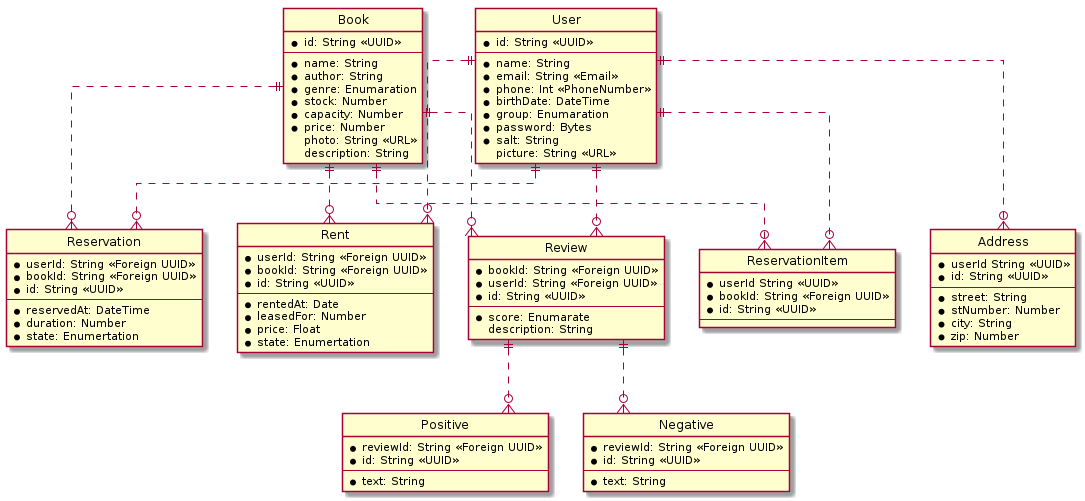 Book
id: String «UUID»
name: String
author: String
genre: Enumaration
stock: Number
capacity: Number
price: Number
photo: String «URL»
description: String
User
id: String «UUID»
name: String
email: String «Email»
phone: Int «PhoneNumber»
birthDate: DateTime
group: Enumaration
password: Bytes
salt: String
picture: String «URL»
Reservation
userId: String «Foreign UUID»
bookId: String «Foreign UUID»
id: String «UUID»
reservedAt: DateTime
duration: Number
state: Enumertation
Rent
userId: String «Foreign UUID»
bookId: String «Foreign UUID»
id: String «UUID»
rentedAt: Date
leasedFor: Number
price: Float
state: Enumertation
Review
bookId: String «Foreign UUID»
userId: String «Foreign UUID»
id: String «UUID»
score: Enumarate
description: String
ReservationItem
userId String «UUID»
bookId: String «Foreign UUID»
id: String «UUID»
Address
userId String «UUID»
id: String «UUID»
street: String
stNumber: Number
city: String
zip: Number
Positive
reviewId: String «Foreign UUID»
id: String «UUID»
text: String
Negative
reviewId: String «Foreign UUID»
id: String «UUID»
text: String